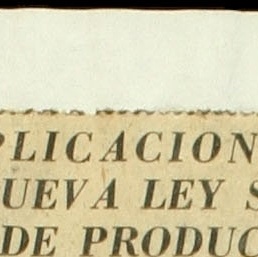 PLICACION
UEVA LEY S
DE PRODUC